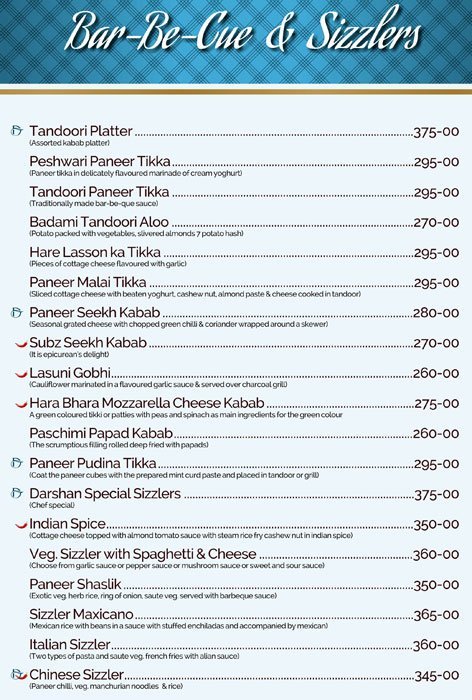 Bar-Be-Cue & Sizzlers
Tandoori Platter ........ 375-00
(Assorted kabab platter)
Peshwari Paneer Tikka ........ 295-00
(Paneer tikka in delicately flavoured marinade of cream yoghurt)
Tandoori Paneer Tikka ........ 295-00
(Traditionally made bar-be-que sauce)
Badami Tandoori Aloo ........ 270-00
(Potato packed with vegetables, slivered almonds 7 potato hash)
Hare Lasson ka Tikka ........ 295-00
(Pieces of cottage cheese flavoured with garlic)
Paneer Malai Tikka ........ 295-00
(Sliced cottage cheese with beaten yoghurt, cashew nut, almond paste & cheese cooked in tandoor)
Paneer Seekh Kabab ........ 280-00
(Seasonal grated cheese with chopped green chilli & coriander wrapped around a skewer)
Subz Seekh Kabab ........ 270-00
(It is epicurean's delight)
Lasuni Gobhi ........ 260-00
(Cauliflower marinated in a flavoured garlic sauce & served over charcoal grill)
Hara Bhara Mozzarella Cheese Kabab ........ 275-00
A green coloured tikki or patties with peas and spinach as main ingredients for the green colour
Paschimi Papad Kabab ........ 260-00
(The scrumptious filling rolled deep fried with papads)
Paneer Pudina Tikka ........ 295-00
(Coat the paneer cubes with the prepared mint curd paste and placed in tandoor or grill)
Darshan Special Sizzlers ........ 375-00
(Chef special)
Indian Spice ........ 350-00
(Cottage cheese topped with almond tomato sauce with steam rice fry cashew nut in indian spice)
Veg. Sizzler with Spaghetti & Cheese ........ 360-00
(Choose from garlic sauce or pepper sauce or mushroom sauce or sweet and sour sauce)
Paneer Shaslik ........ 350-00
(Exotic veg. herb rice, ring of onion, saute veg. served with barbeque sauce)
Sizzler Maxicano ........ 365-00
(Mexican rice with beans in a sauce with stuffed enchiladas and accompanied by mexican)
Italian Sizzler ........ 360-00
(Two types of pasta and saute veg. french fries with allan sauce)
Chinese Sizzler ........ 345-00
(Paneer chilli, veg. manchurian noodles & rice)